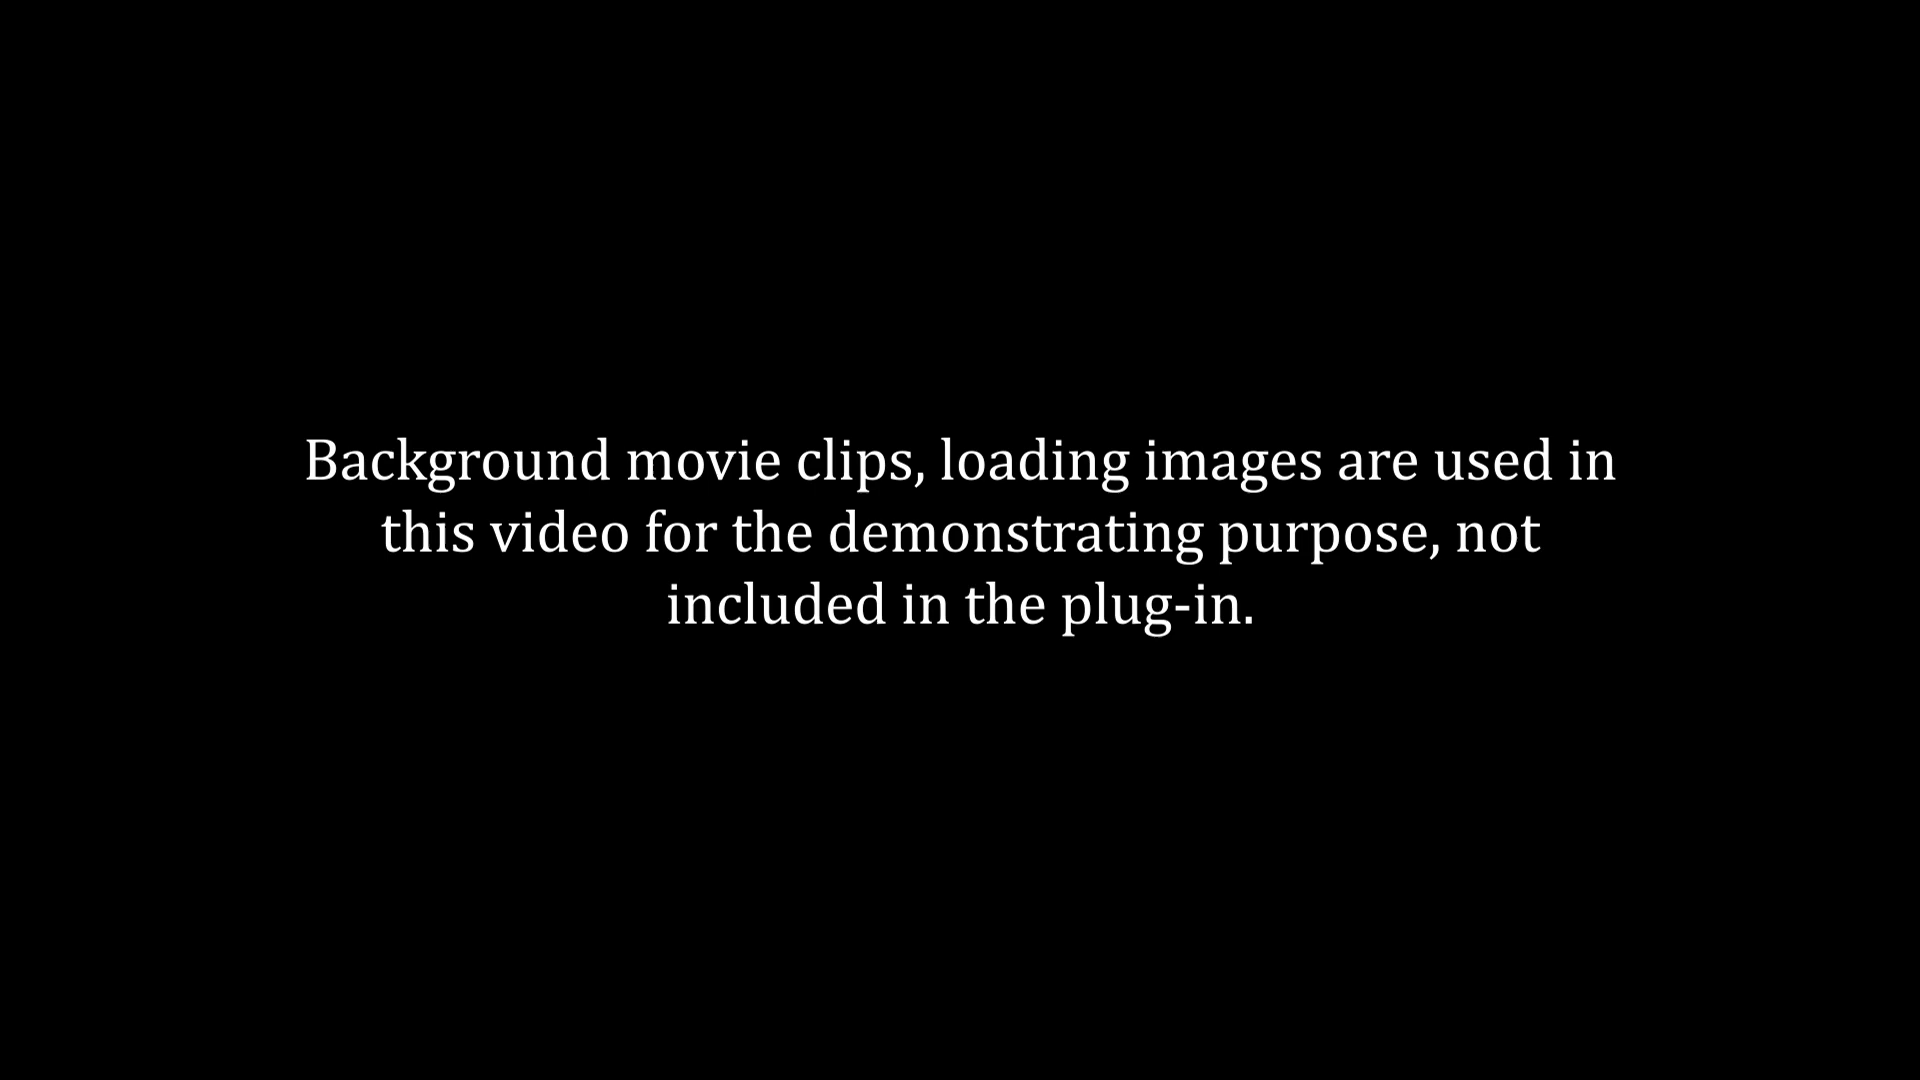 Background movie clips, loading images are used in
this video for the demonstrating purpose, not
included in the plug-in.